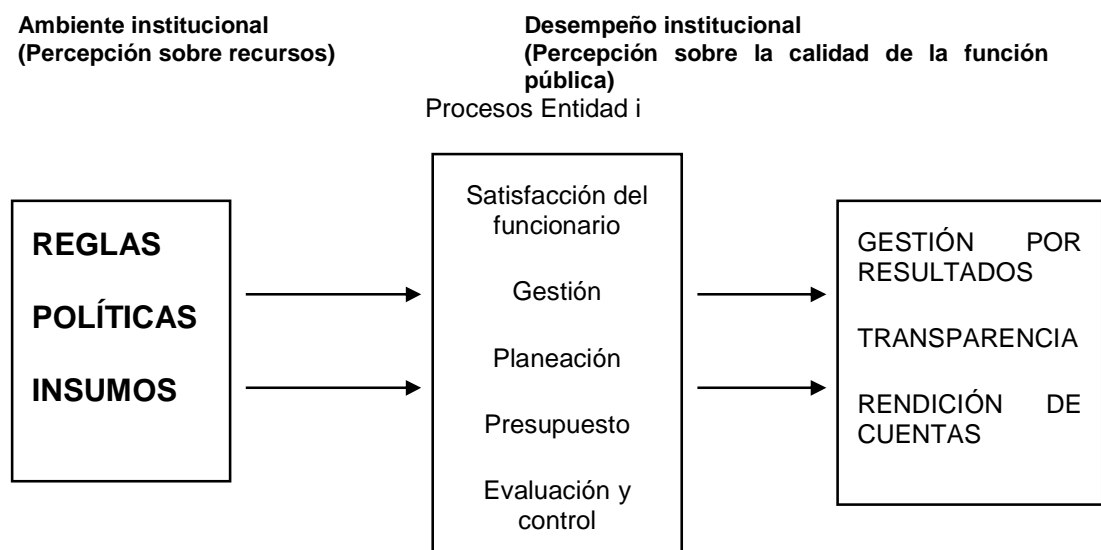 Ambiente institucional
(Percepción sobre recursos)
Desempeño institucional
(Percepción sobre la calidad de la función
pública)
Procesos Entidad i
REGLAS
POLÍTICAS
INSUMOS
Satisfacción del
funcionario
Gestión
Planeación
Presupuesto
Evaluación y
control
GESTIÓN POR
RESULTADOS
TRANSPARENCIA
RENDICIÓN DE
CUENTAS